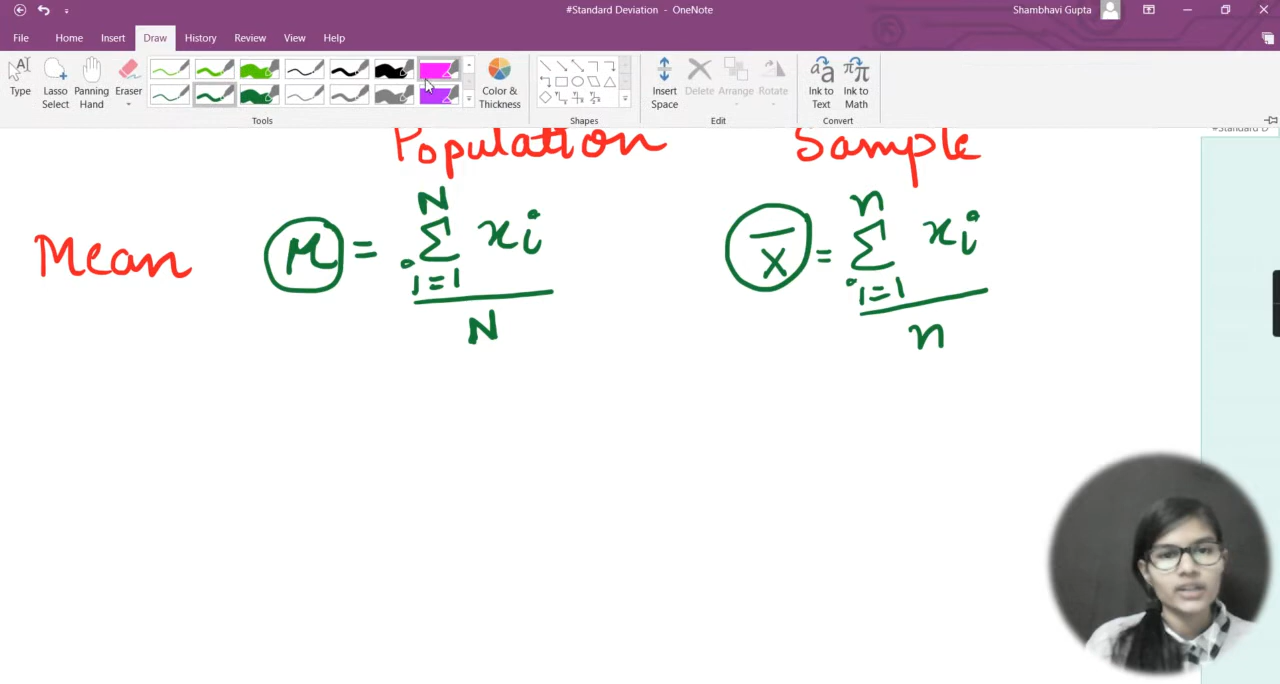 #Standard Deviation - OneNote
Shambhavi Gupta
File Home Insert Draw History Review View Help
Type
Lasso Select
Panning Hand
Eraser
Color & Thickness
Insert Space
Delete
Arrange
Rotate
Ink to Text
Ink to Math
Tools
Shapes
Edit
Convert
#Standard D
Population Sample
Mean
μ = N Σ i=1 xi / N
x̄ = n Σ i=1 xi / n